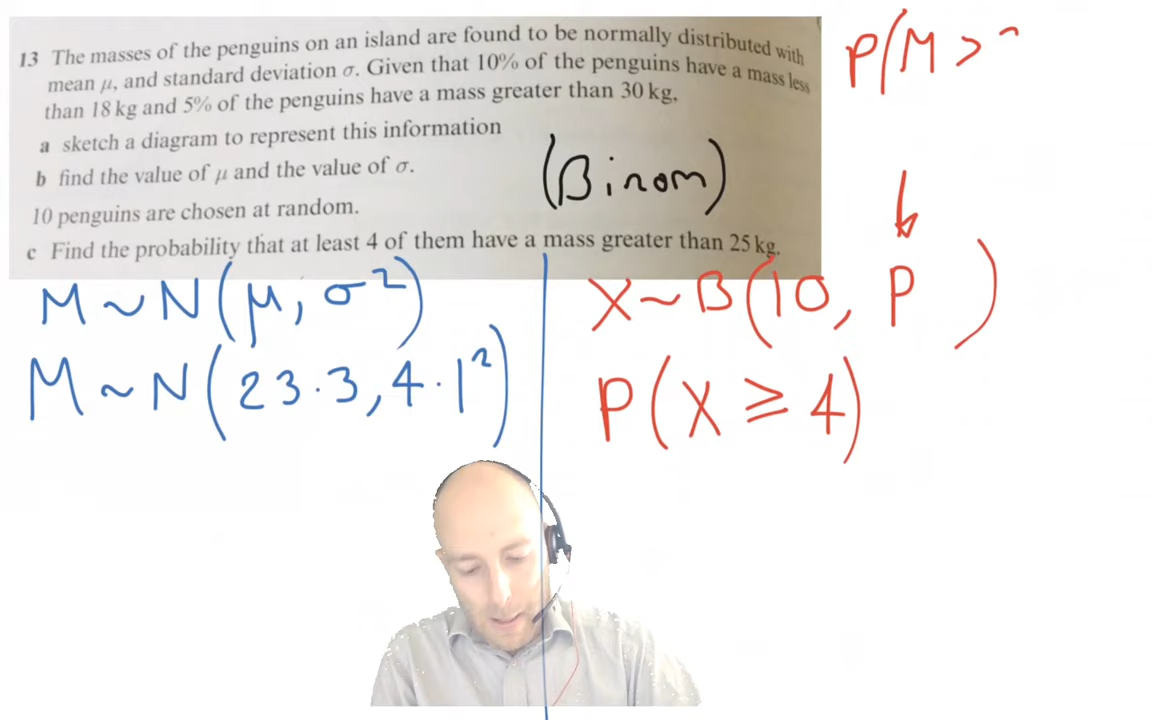 13 The masses of the penguins on an island are found to be normally distributed with
mean μ, and standard deviation σ. Given that 10% of the penguins have a mass less
than 18 kg and 5% of the penguins have a mass greater than 30 kg,
a sketch a diagram to represent this information
b find the value of μ and the value of σ.
10 penguins are chosen at random.
c Find the probability that at least 4 of them have a mass greater than 25 kg.
(Binom)
P(M >
M ~ N(μ, σ²)
M ~ N(23.3, 4.1²)
X ~ B(10, P )
P(X ≥ 4)